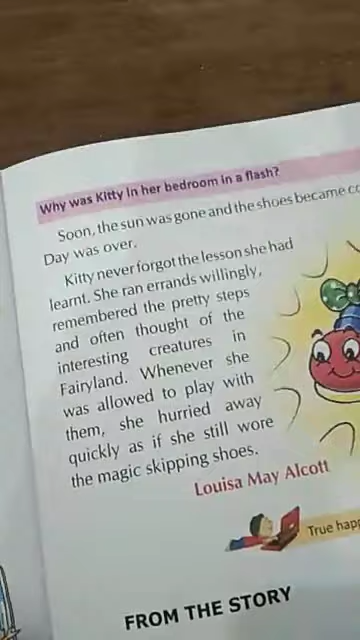 Why was Kitty in her bedroom in a flash?
Soon, the sun was gone and the shoes became
Day was over.
Kitty never forgot the lesson she had
learnt. She ran errands willingly,
remembered the pretty steps
and often thought of the
interesting creatures in
Fairyland. Whenever she
was allowed to play with
them, she hurried away
quickly as if she still wore
the magic skipping shoes.
Louisa May Alcott
True
FROM THE STORY